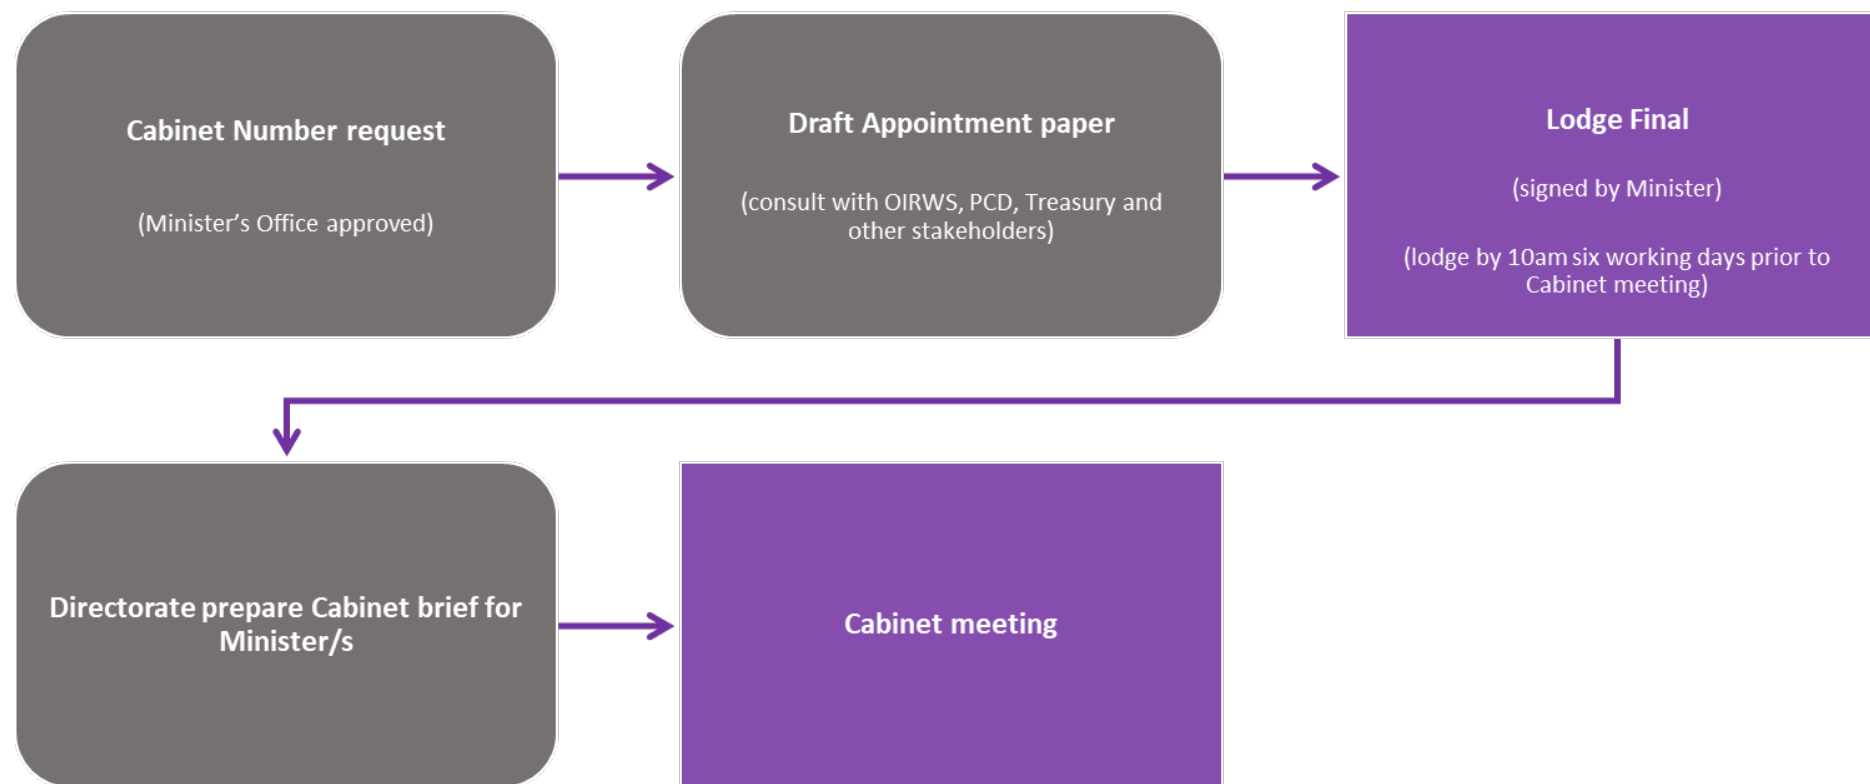 Cabinet Number request
(Minister’s Office approved)
Draft Appointment paper
(consult with OIRWS, PCD, Treasury and
other stakeholders)
Lodge Final
(signed by Minister)
(lodge by 10am six working days prior to
Cabinet meeting)
Directorate prepare Cabinet brief for
Minister/s
Cabinet meeting